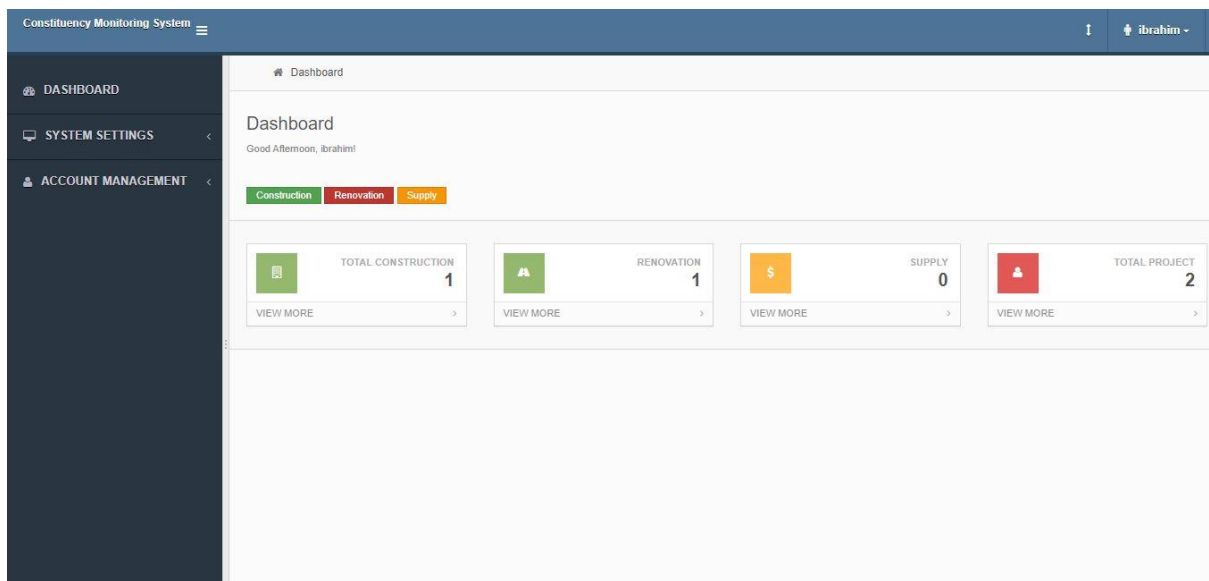 Constituency Monitoring System
ibrahim
DASHBOARD
SYSTEM SETTINGS
ACCOUNT MANAGEMENT
Dashboard
Dashboard
Good Afternoon, ibrahim!
Construction Renovation Supply
TOTAL CONSTRUCTION
1
VIEW MORE
RENOVATION
1
VIEW MORE
SUPPLY
0
VIEW MORE
TOTAL PROJECT
2
VIEW MORE